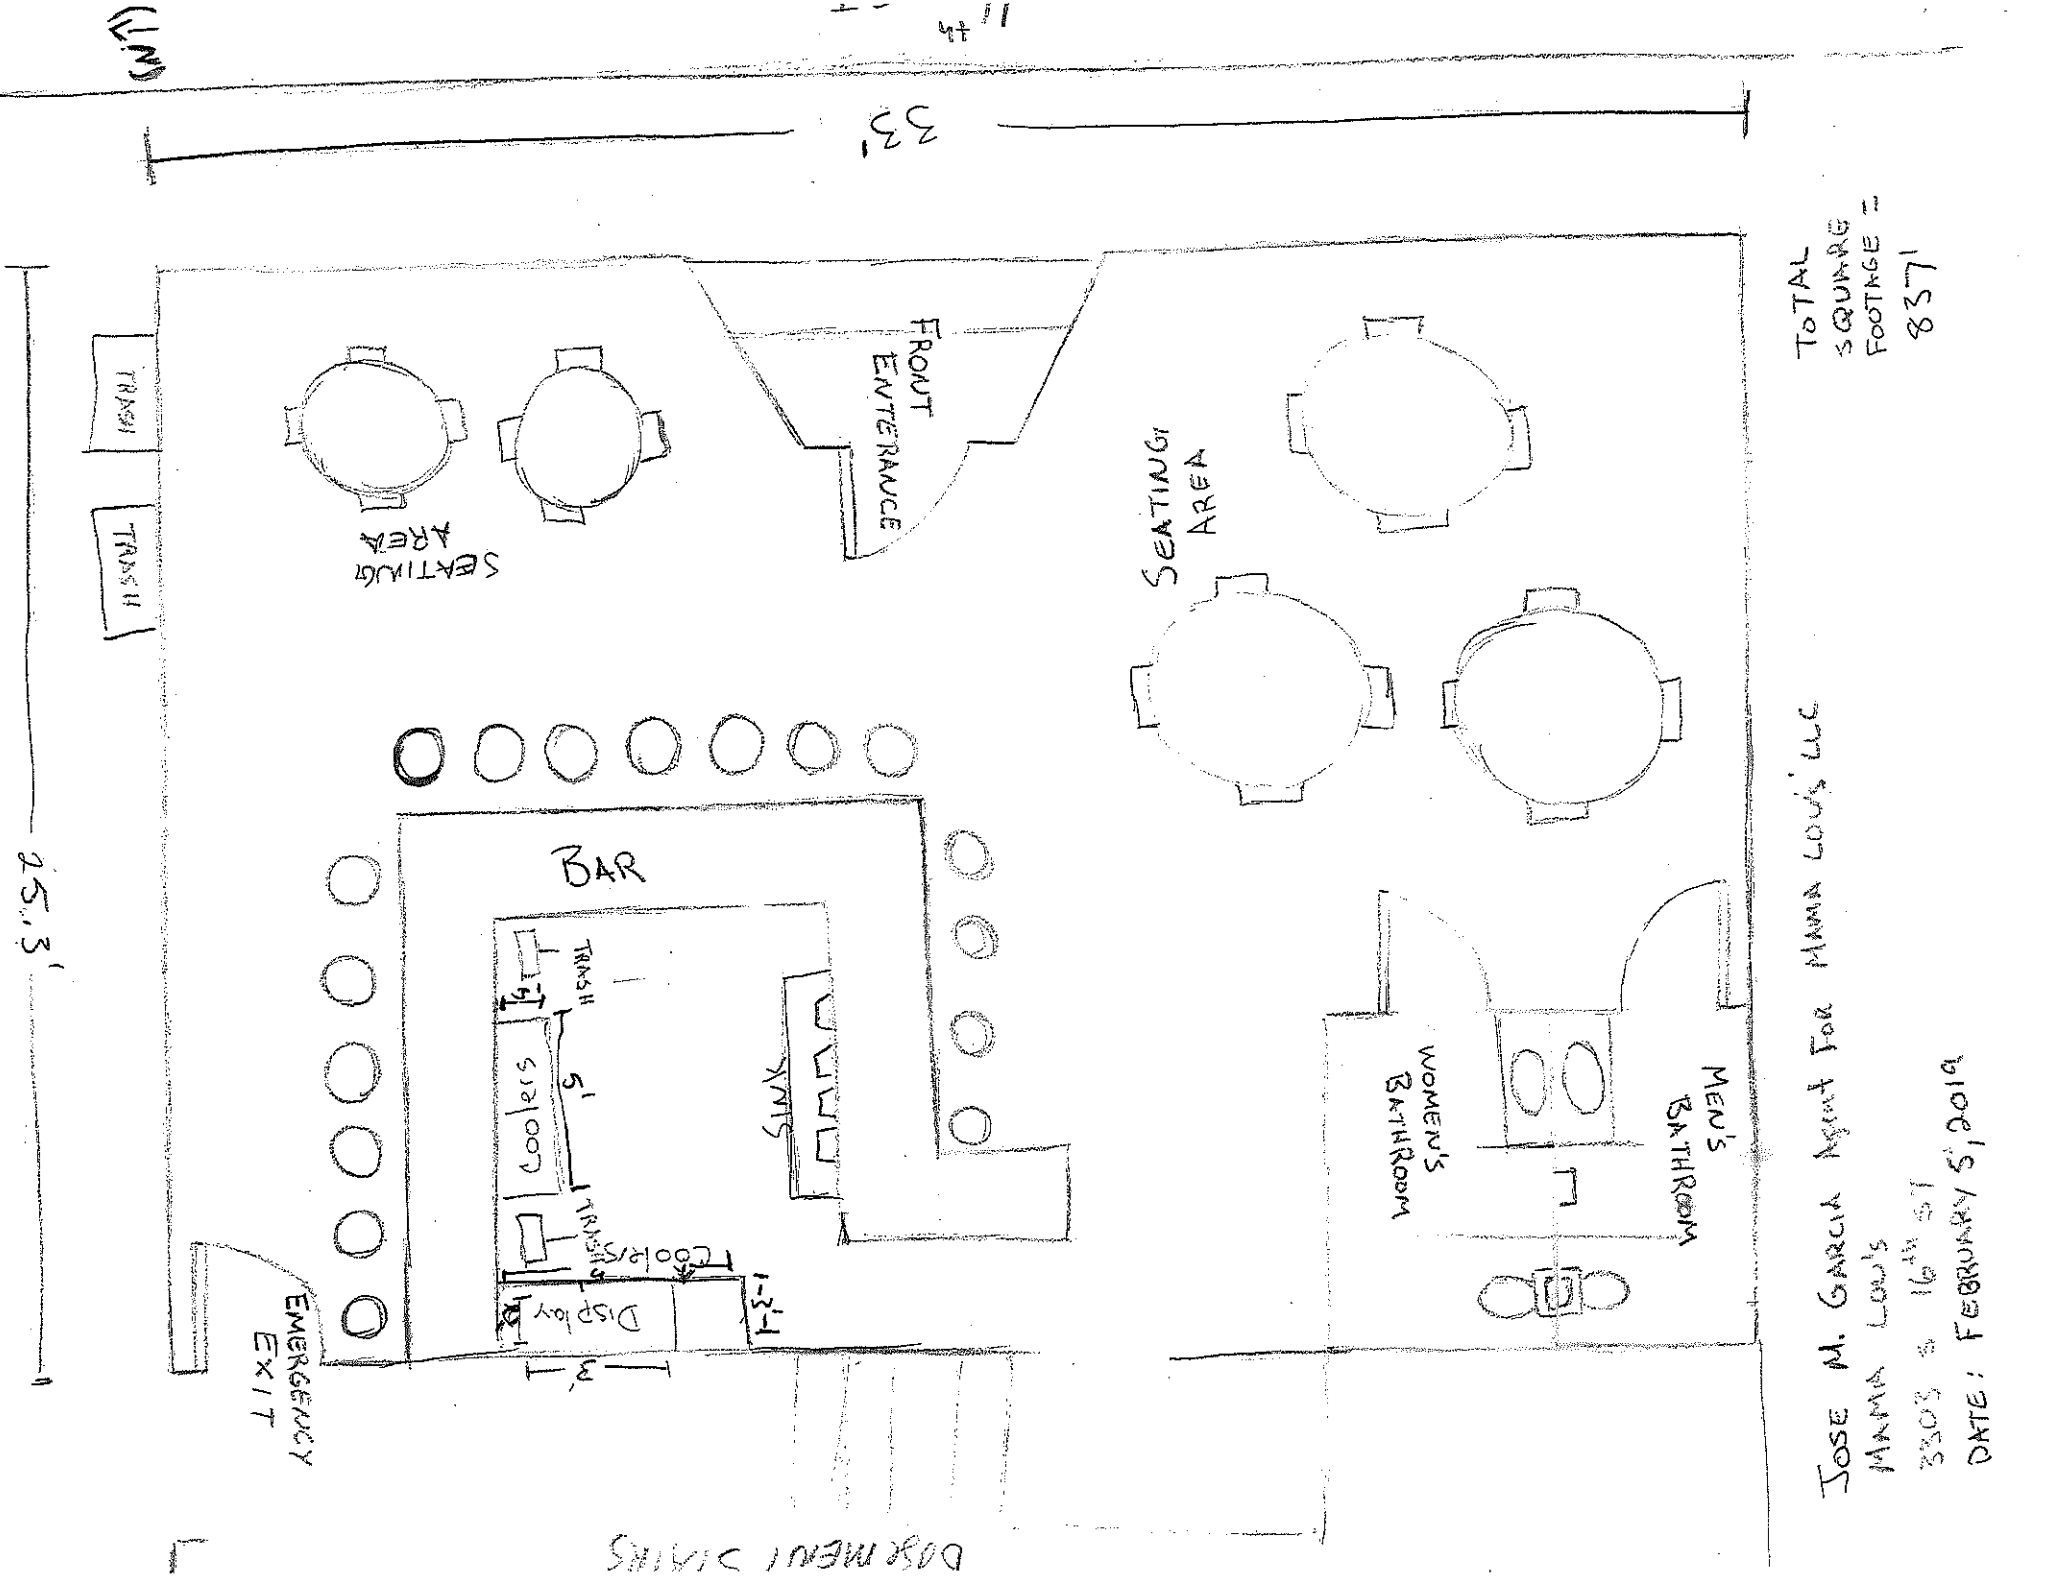 33'
25.3'
TRASH
TRASH
FRONT
ENTERANCE
SEATING
AREA
SEATING
AREA
TOTAL
SQUARE
FOOTAGE =
837'
BAR
TRASH
Coolers
5'
SINK
TRASH
Coolers
Display
3'
3'
WOMEN'S
BATHROOM
MEN'S
BATHROOM
EMERGENCY
EXIT
BASEMENT STAIRS
JOSE M. GARCIA Agent FOR MAMA LOU'S LLC
MAMA LOU'S
3303 S 16th ST
DATE: FEBRUARY 5, 2019